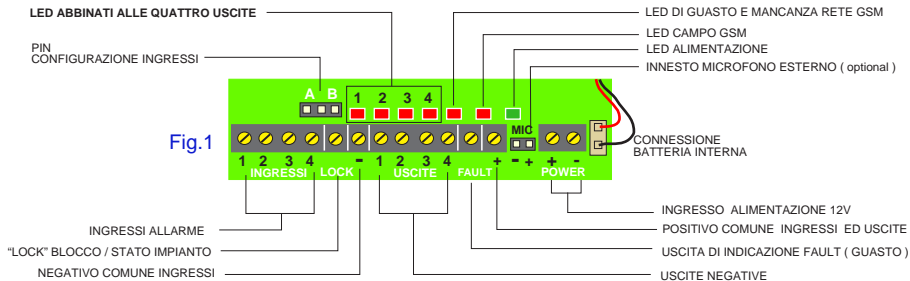 LED ABBINATI ALLE QUATTRO USCITE
LED DI GUASTO E MANCANZA RETE GSM
LED CAMPO GSM
LED ALIMENTAZIONE
INNESTO MICROFONO ESTERNO ( optional )
PIN
CONFIGURAZIONE INGRESSI
A B
1 2 3 4
MIC
Fig.1
CONNESSIONE
BATTERIA INTERNA
1 2 3 4 - 1 2 3 4 + - + + -
INGRESSI LOCK USCITE FAULT POWER
INGRESSI ALLARME
"LOCK" BLOCCO / STATO IMPIANTO
NEGATIVO COMUNE INGRESSI
INGRESSO ALIMENTAZIONE 12V
POSITIVO COMUNE INGRESSI ED USCITE
USCITA DI INDICAZIONE FAULT ( GUASTO )
USCITE NEGATIVE